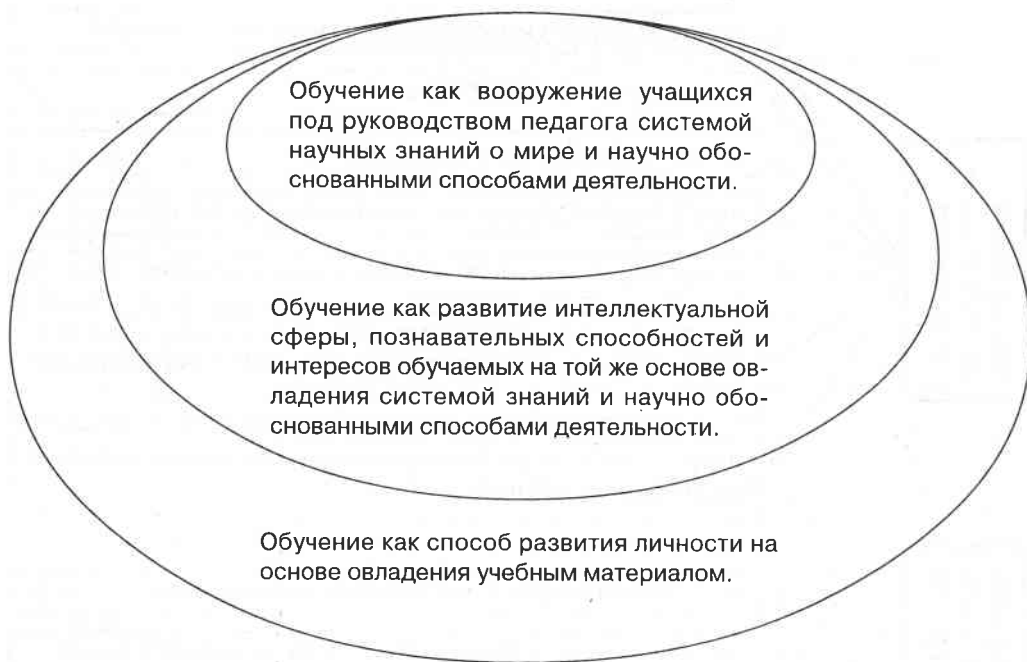 Обучение как вооружение учащихся
под руководством педагога системой
научных знаний о мире и научно обо-
снованными способами деятельности.
Обучение как развитие интеллектуальной
сферы, познавательных способностей и
интересов обучаемых на той же основе ов-
ладения системой знаний и научно обо-
снованными способами деятельности.
Обучение как способ развития личности на
основе овладения учебным материалом.